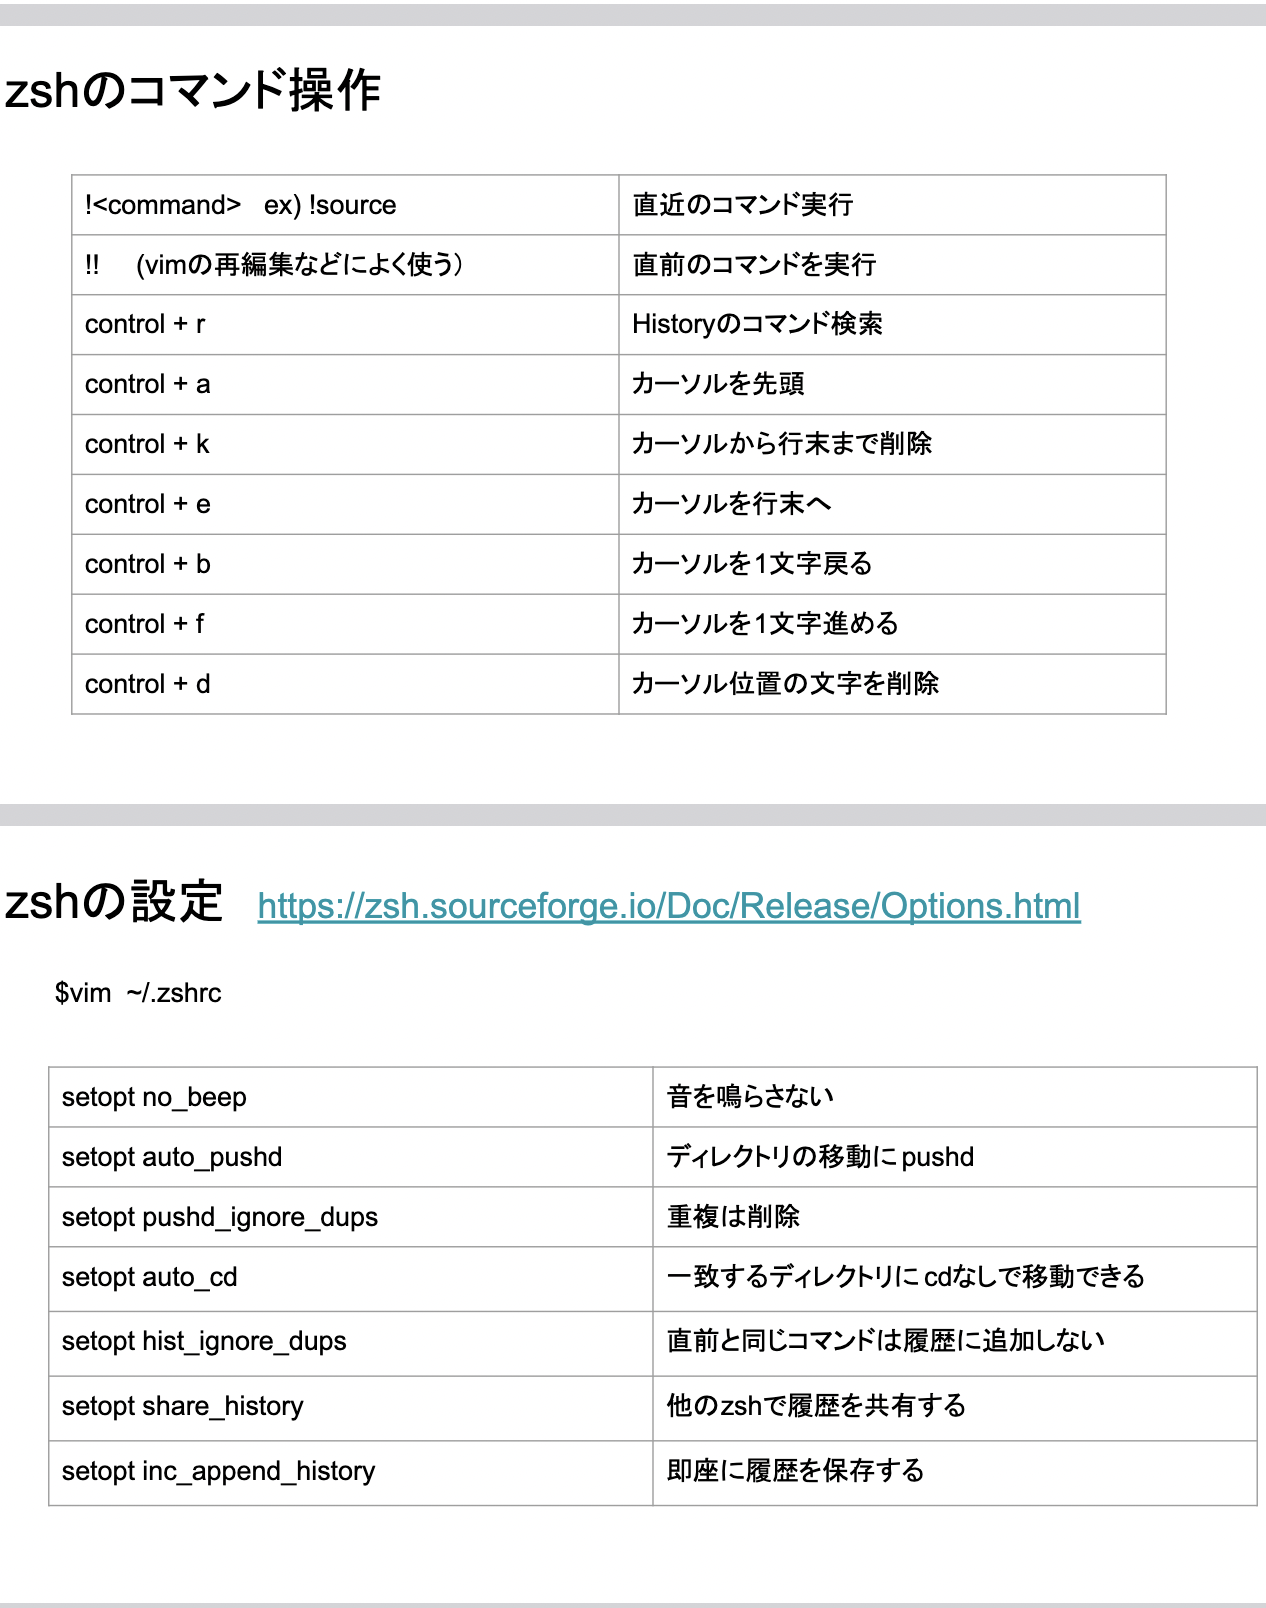 zshのコマンド操作
!<command>   ex) !source 直近のコマンド実行
!!     (vimの再編集などによく使う） 直前のコマンドを実行
control + r Historyのコマンド検索
control + a カーソルを先頭
control + k カーソルから行末まで削除
control + e カーソルを行末へ
control + b カーソルを1文字戻る
control + f カーソルを1文字進める
control + d カーソル位置の文字を削除
zshの設定   https://zsh.sourceforge.io/Doc/Release/Options.html
$vim  ~/.zshrc
setopt no_beep 音を鳴らさない
setopt auto_pushd ディレクトリの移動にpushd
setopt pushd_ignore_dups 重複は削除
setopt auto_cd 一致するディレクトリにcdなしで移動できる
setopt hist_ignore_dups 直前と同じコマンドは履歴に追加しない
setopt share_history 他のzshで履歴を共有する
setopt inc_append_history 即座に履歴を保存する